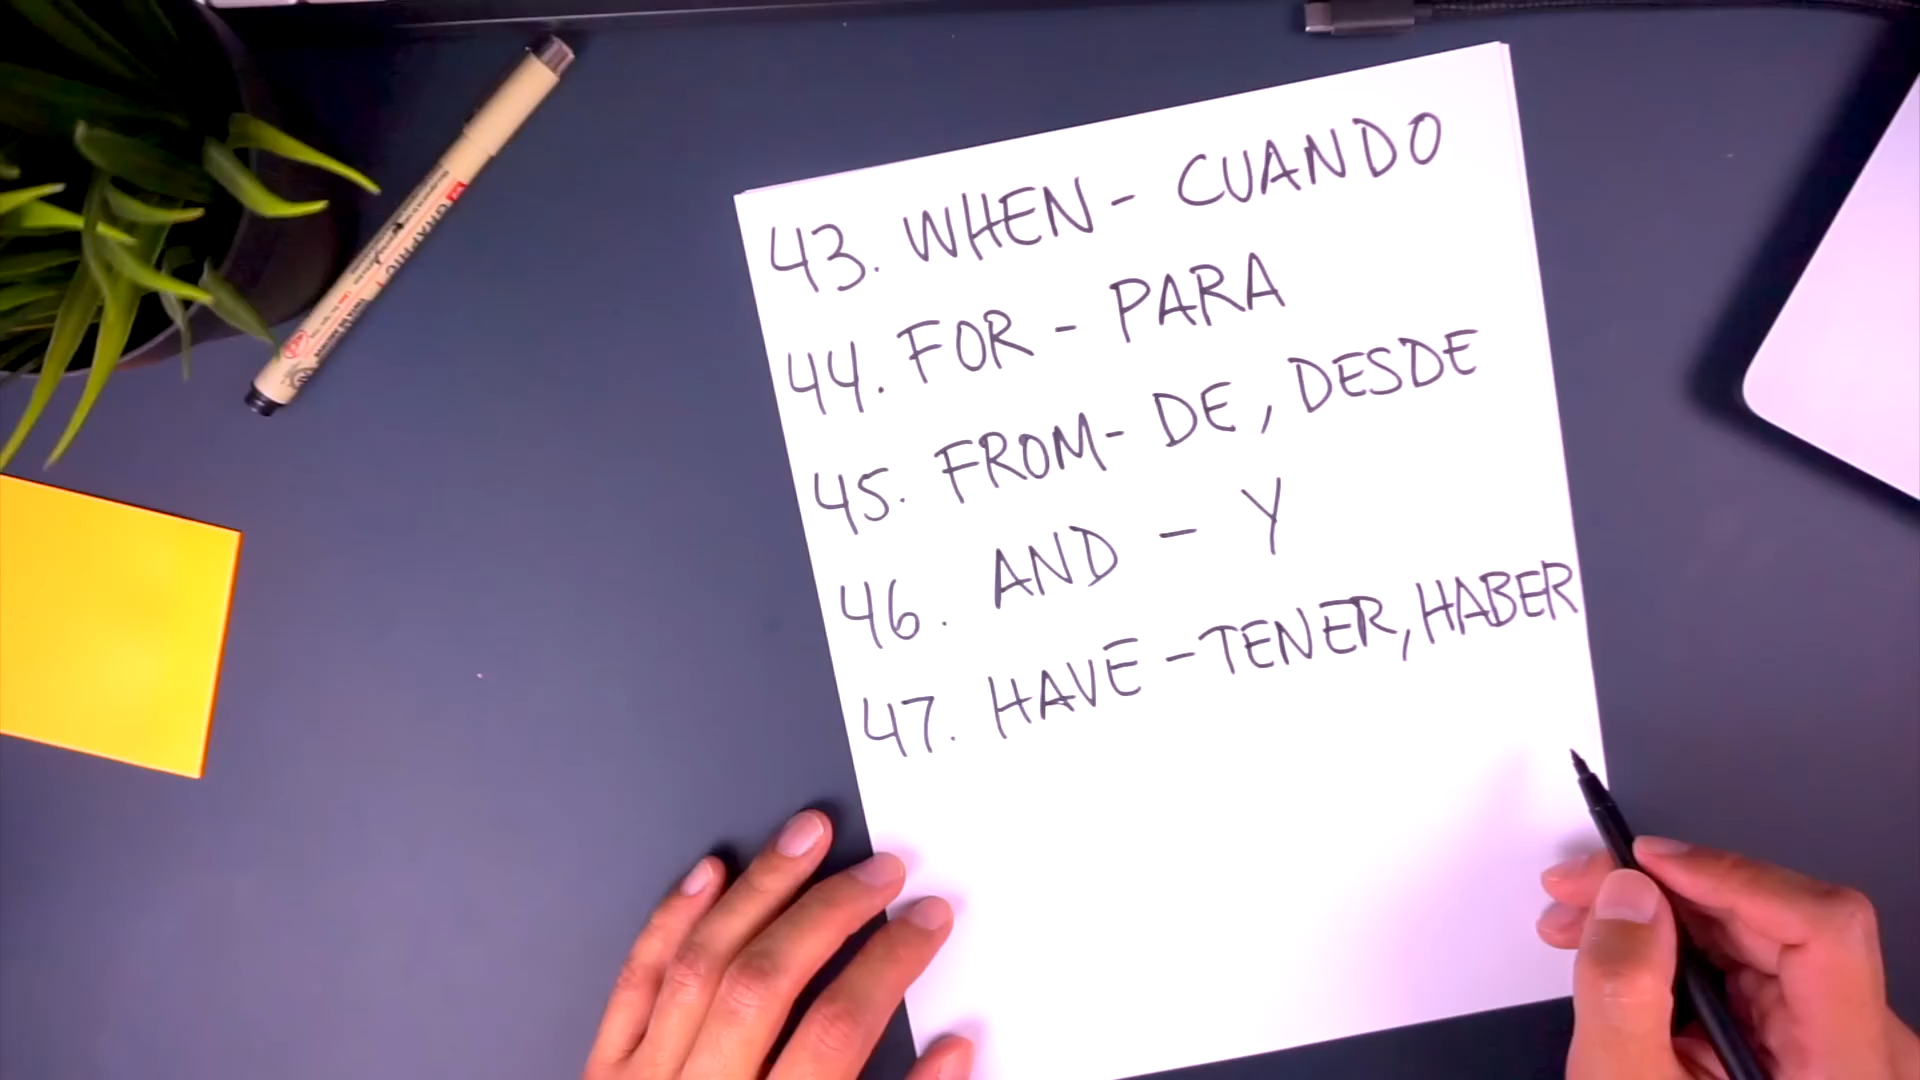 43. WHEN - CUANDO
44. FOR - PARA
45. FROM - DE, DESDE
46. AND - Y
47. HAVE - TENER, HABER